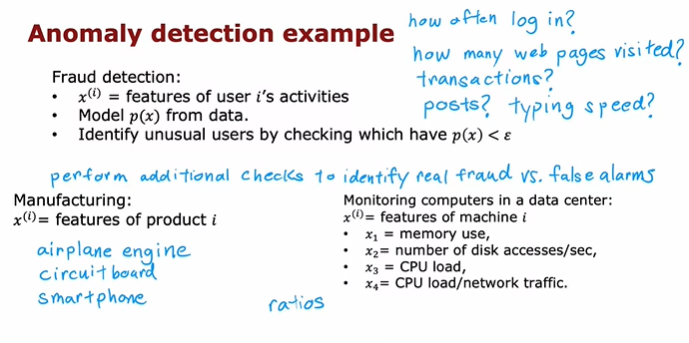 Anomaly detection example
how often log in?
how many web pages visited?
transactions?
posts? typing speed?
Fraud detection:
• x⁽ⁱ⁾ = features of user i's activities
• Model p(x) from data.
• Identify unusual users by checking which have p(x) < ε
perform additional checks to identify real fraud vs. false alarms
Manufacturing:
x⁽ⁱ⁾= features of product i
airplane engine
circuit board
smartphone
Monitoring computers in a data center:
x⁽ⁱ⁾= features of machine i
• x₁ = memory use,
• x₂= number of disk accesses/sec,
• x₃ = CPU load,
• x₄= CPU load/network traffic.
ratios